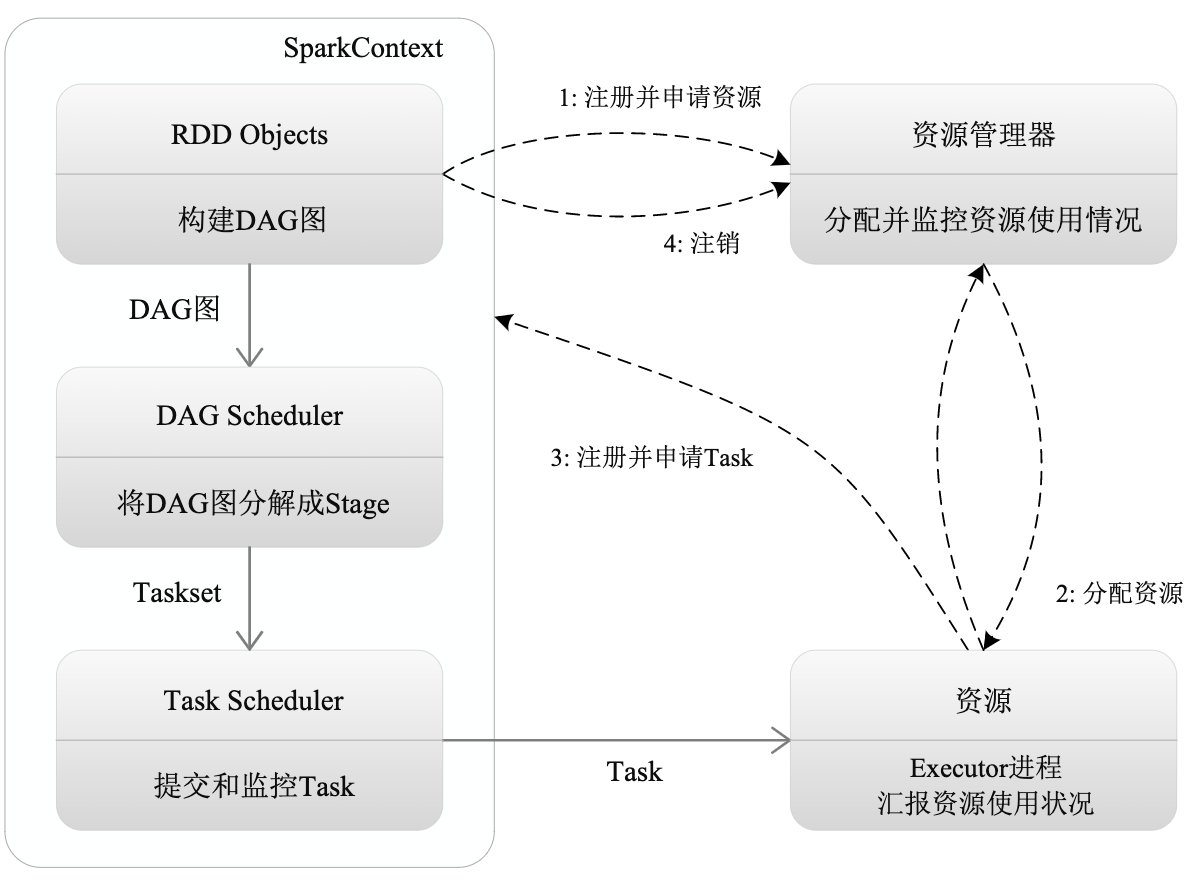 SparkContext
RDD Objects
构建DAG图
1: 注册并申请资源
4: 注销
资源管理器
分配并监控资源使用情况
DAG图
DAG Scheduler
将DAG图分解成Stage
3: 注册并申请Task
2: 分配资源
Taskset
Task Scheduler
提交和监控Task
Task
资源
Executor进程
汇报资源使用状况